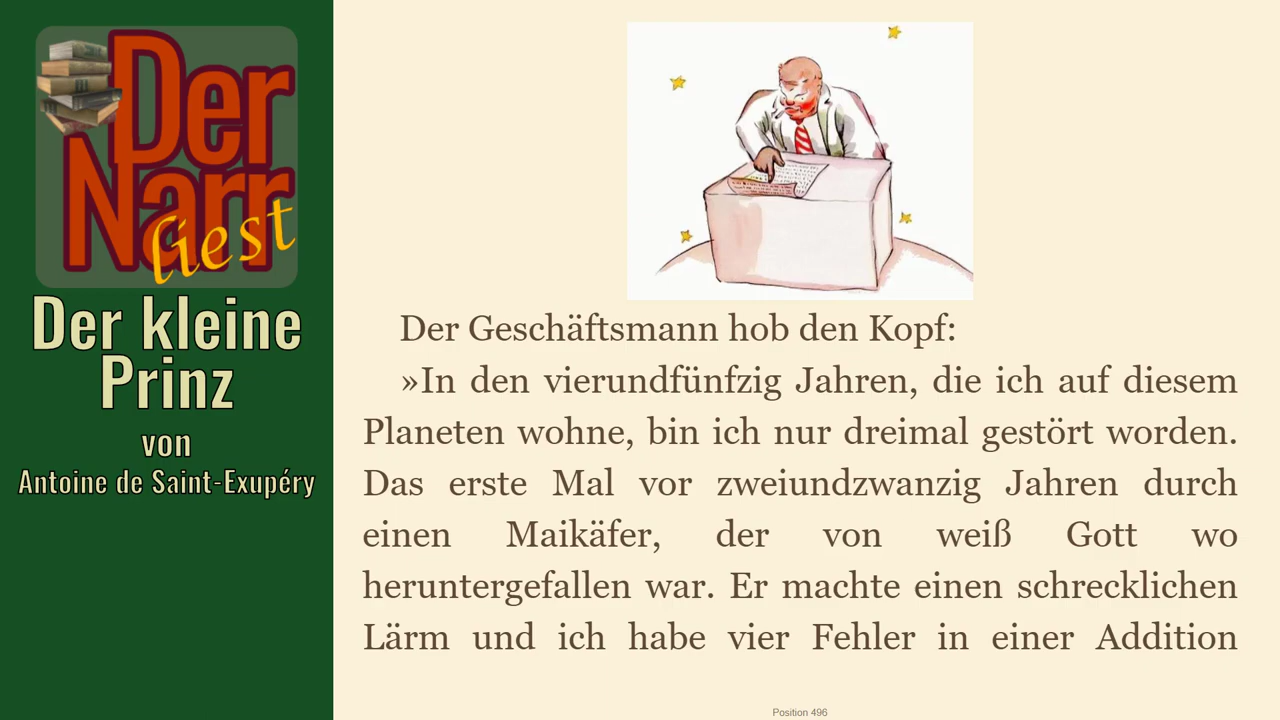 Der
Narr
liest
Der kleine
Prinz
von
Antoine de Saint-Exupéry
Der Geschäftsmann hob den Kopf:
»In den vierundfünfzig Jahren, die ich auf diesem
Planeten wohne, bin ich nur dreimal gestört worden.
Das erste Mal vor zweiundzwanzig Jahren durch
einen Maikäfer, der von weiß Gott wo
heruntergefallen war. Er machte einen schrecklichen
Lärm und ich habe vier Fehler in einer Addition
Position 496